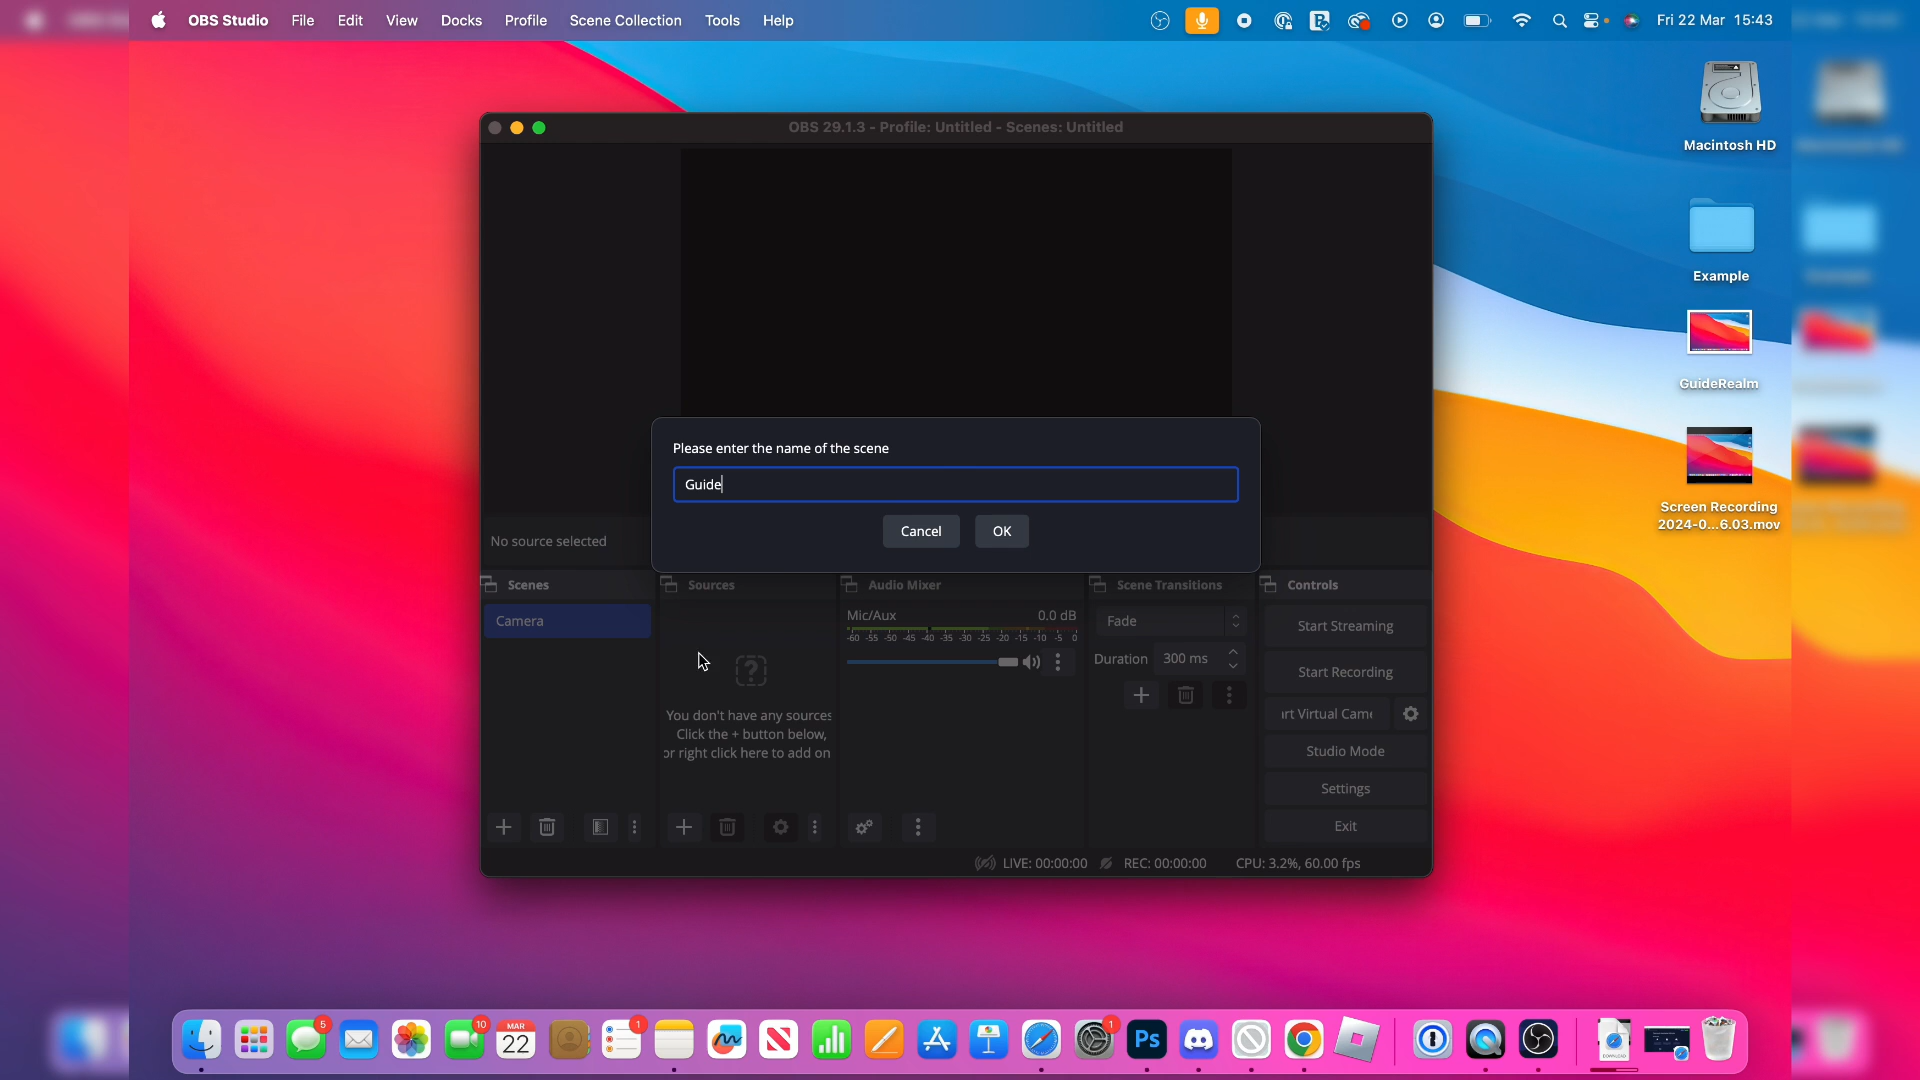 OBS Studio File Edit View Docks Profile Scene Collection Tools Help Fri 22 Mar 15:43
OBS 29.1.3 - Profile: Untitled - Scenes: Untitled
Macintosh HD
Example
GuideRealm
Screen Recording
2024-0...6.03.mov
Please enter the name of the scene
Guide
Cancel OK
No source selected
Scenes Sources Audio Mixer Scene Transitions Controls
Camera
Mic/Aux 0.0 dB
-60 -55 -50 -45 -40 -35 -30 -25 -20 -15 -10 -5 0
Fade
Duration 300 ms
You don't have any sources
Click the + button below,
or right click here to add on
Start Streaming
Start Recording
irt Virtual Came
Studio Mode
Settings
Exit
LIVE: 00:00:00 REC: 00:00:00 CPU: 3.2%, 60.00 fps
5
10
MAR
22
1
1
Ps
DOWNLOAD